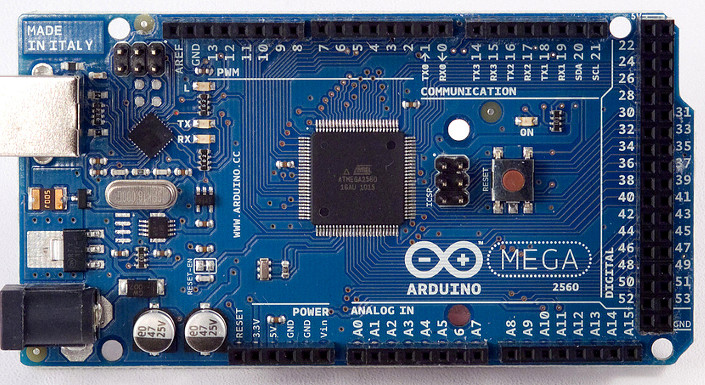 MADE
IN ITALY
AREF
GND
13
12
11
10
9
8
7
6
5
4
3
2
TX0→1
RX0←0
TX3 14
RX3 15
TX2 16
RX2 17
TX1 18
RX1 19
SDA 20
SCL 21
5V
PWM
COMMUNICATION
L
TX
RX
ON
WWW.ARDUINO.CC
ATMEL
ATMEGA2560
16AU 1015
ICSP
RESET
RESET-EN
ARDUINO
MEGA
2560
DIGITAL
22
24
26
28
30 31
32 33
34 35
36 37
38 39
40 41
42 43
44 45
46 47
48 49
50 51
52 53
GND
47
25V
47
25V
POWER
RESET
3.3V
5V
GND
GND
Vin
ANALOG IN
A0
A1
A2
A3
A4
A5
6
A7
A8
A9
A10
A11
A12
A13
A14
A15